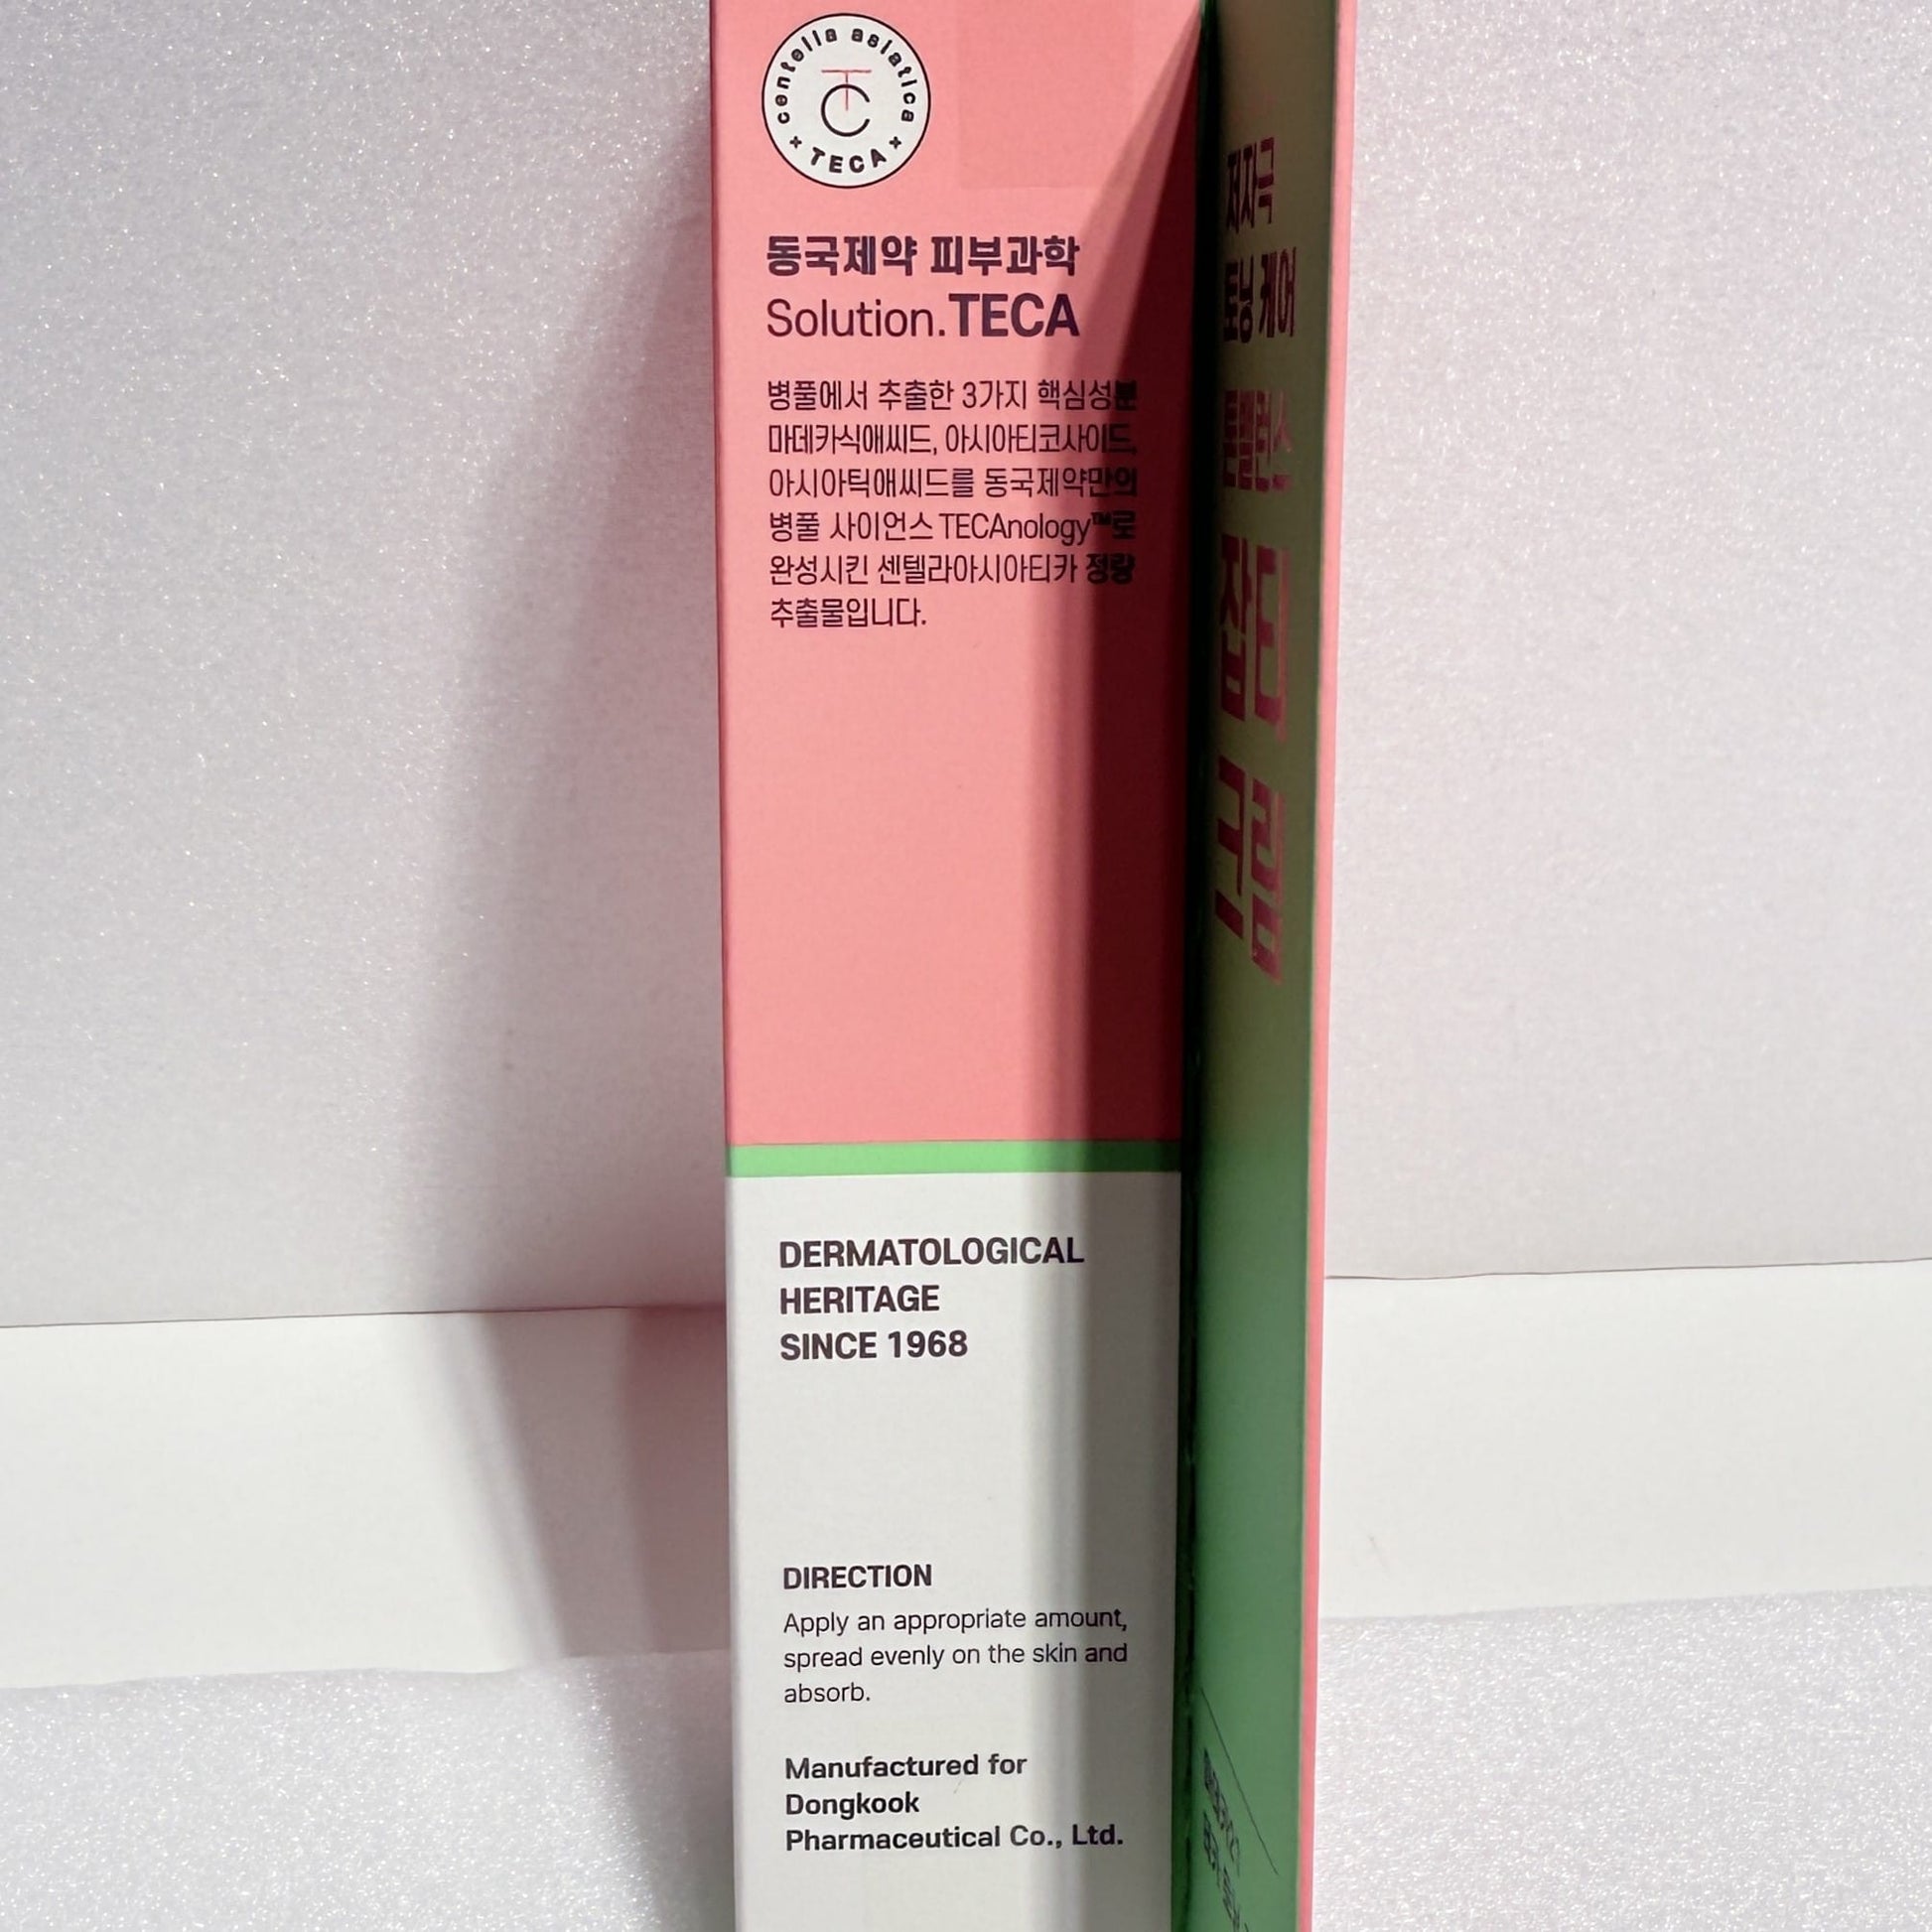 centella asiatica
TC
TECA
동국제약 피부과학
Solution.TECA
병풀에서 추출한 3가지 핵심성분
마데카식애씨드, 아시아티코사이드,
아시아틱애씨드를 동국제약만의
병풀 사이언스 TECAnology™로
완성시킨 센텔라아시아티카 정량
추출물입니다.
DERMATOLOGICAL
HERITAGE
SINCE 1968
DIRECTION
Apply an appropriate amount,
spread evenly on the skin and
absorb.
Manufactured for
Dongkook
Pharmaceutical Co., Ltd.
저자극
토닝 케어
잡티
크림